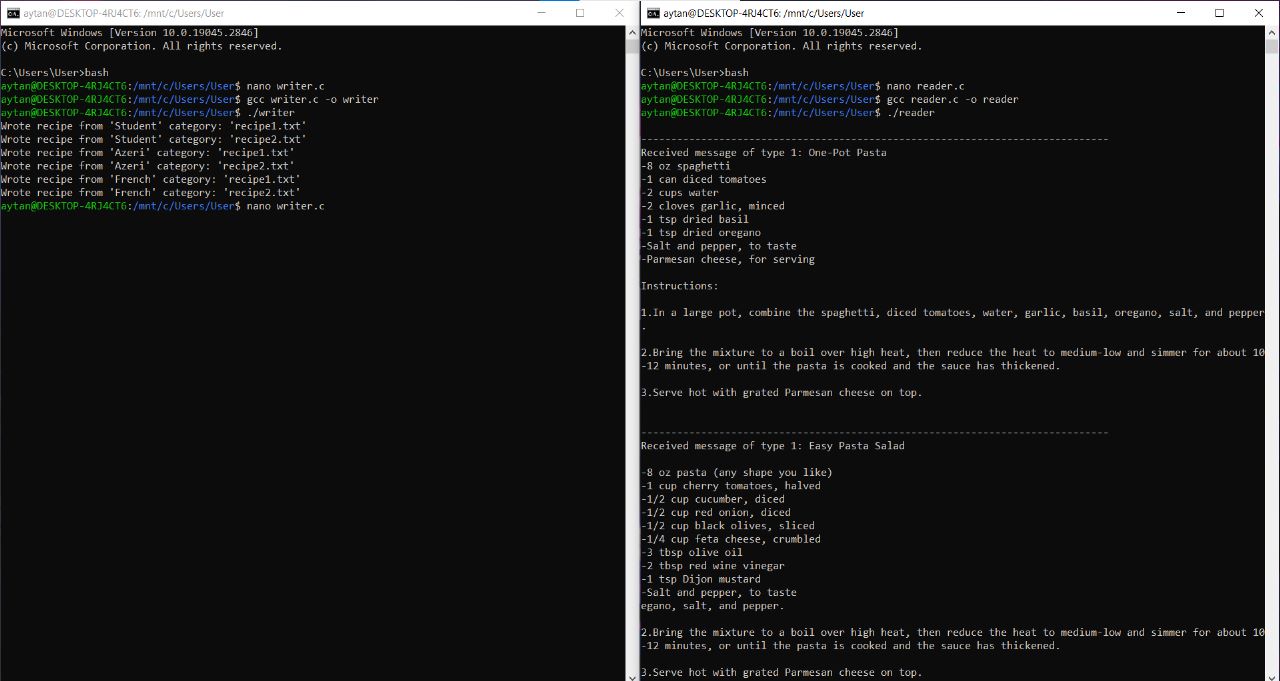 aytan@DESKTOP-4RJ4CT6: /mnt/c/Users/User
Microsoft Windows [Version 10.0.19045.2846]
(c) Microsoft Corporation. All rights reserved.
C:\Users\User>bash
aytan@DESKTOP-4RJ4CT6:/mnt/c/Users/User$ nano writer.c
aytan@DESKTOP-4RJ4CT6:/mnt/c/Users/User$ gcc writer.c -o writer
aytan@DESKTOP-4RJ4CT6:/mnt/c/Users/User$ ./writer
Wrote recipe from 'Student' category: 'recipe1.txt'
Wrote recipe from 'Student' category: 'recipe2.txt'
Wrote recipe from 'Azeri' category: 'recipe1.txt'
Wrote recipe from 'Azeri' category: 'recipe2.txt'
Wrote recipe from 'French' category: 'recipe1.txt'
Wrote recipe from 'French' category: 'recipe2.txt'
aytan@DESKTOP-4RJ4CT6:/mnt/c/Users/User$ nano writer.c
aytan@DESKTOP-4RJ4CT6: /mnt/c/Users/User
Microsoft Windows [Version 10.0.19045.2846]
(c) Microsoft Corporation. All rights reserved.
C:\Users\User>bash
aytan@DESKTOP-4RJ4CT6:/mnt/c/Users/User$ nano reader.c
aytan@DESKTOP-4RJ4CT6:/mnt/c/Users/User$ gcc reader.c -o reader
aytan@DESKTOP-4RJ4CT6:/mnt/c/Users/User$ ./reader
------------------------------------------------------------------------------
Received message of type 1: One-Pot Pasta
-8 oz spaghetti
-1 can diced tomatoes
-2 cups water
-2 cloves garlic, minced
-1 tsp dried basil
-1 tsp dried oregano
-Salt and pepper, to taste
-Parmesan cheese, for serving
Instructions:
1.In a large pot, combine the spaghetti, diced tomatoes, water, garlic, basil, oregano, salt, and pepper
.
2.Bring the mixture to a boil over high heat, then reduce the heat to medium-low and simmer for about 10
-12 minutes, or until the pasta is cooked and the sauce has thickened.
3.Serve hot with grated Parmesan cheese on top.
------------------------------------------------------------------------------
Received message of type 1: Easy Pasta Salad
-8 oz pasta (any shape you like)
-1 cup cherry tomatoes, halved
-1/2 cup cucumber, diced
-1/2 cup red onion, diced
-1/2 cup black olives, sliced
-1/4 cup feta cheese, crumbled
-3 tbsp olive oil
-2 tbsp red wine vinegar
-1 tsp Dijon mustard
-Salt and pepper, to taste
egano, salt, and pepper.
2.Bring the mixture to a boil over high heat, then reduce the heat to medium-low and simmer for about 10
-12 minutes, or until the pasta is cooked and the sauce has thickened.
3.Serve hot with grated Parmesan cheese on top.